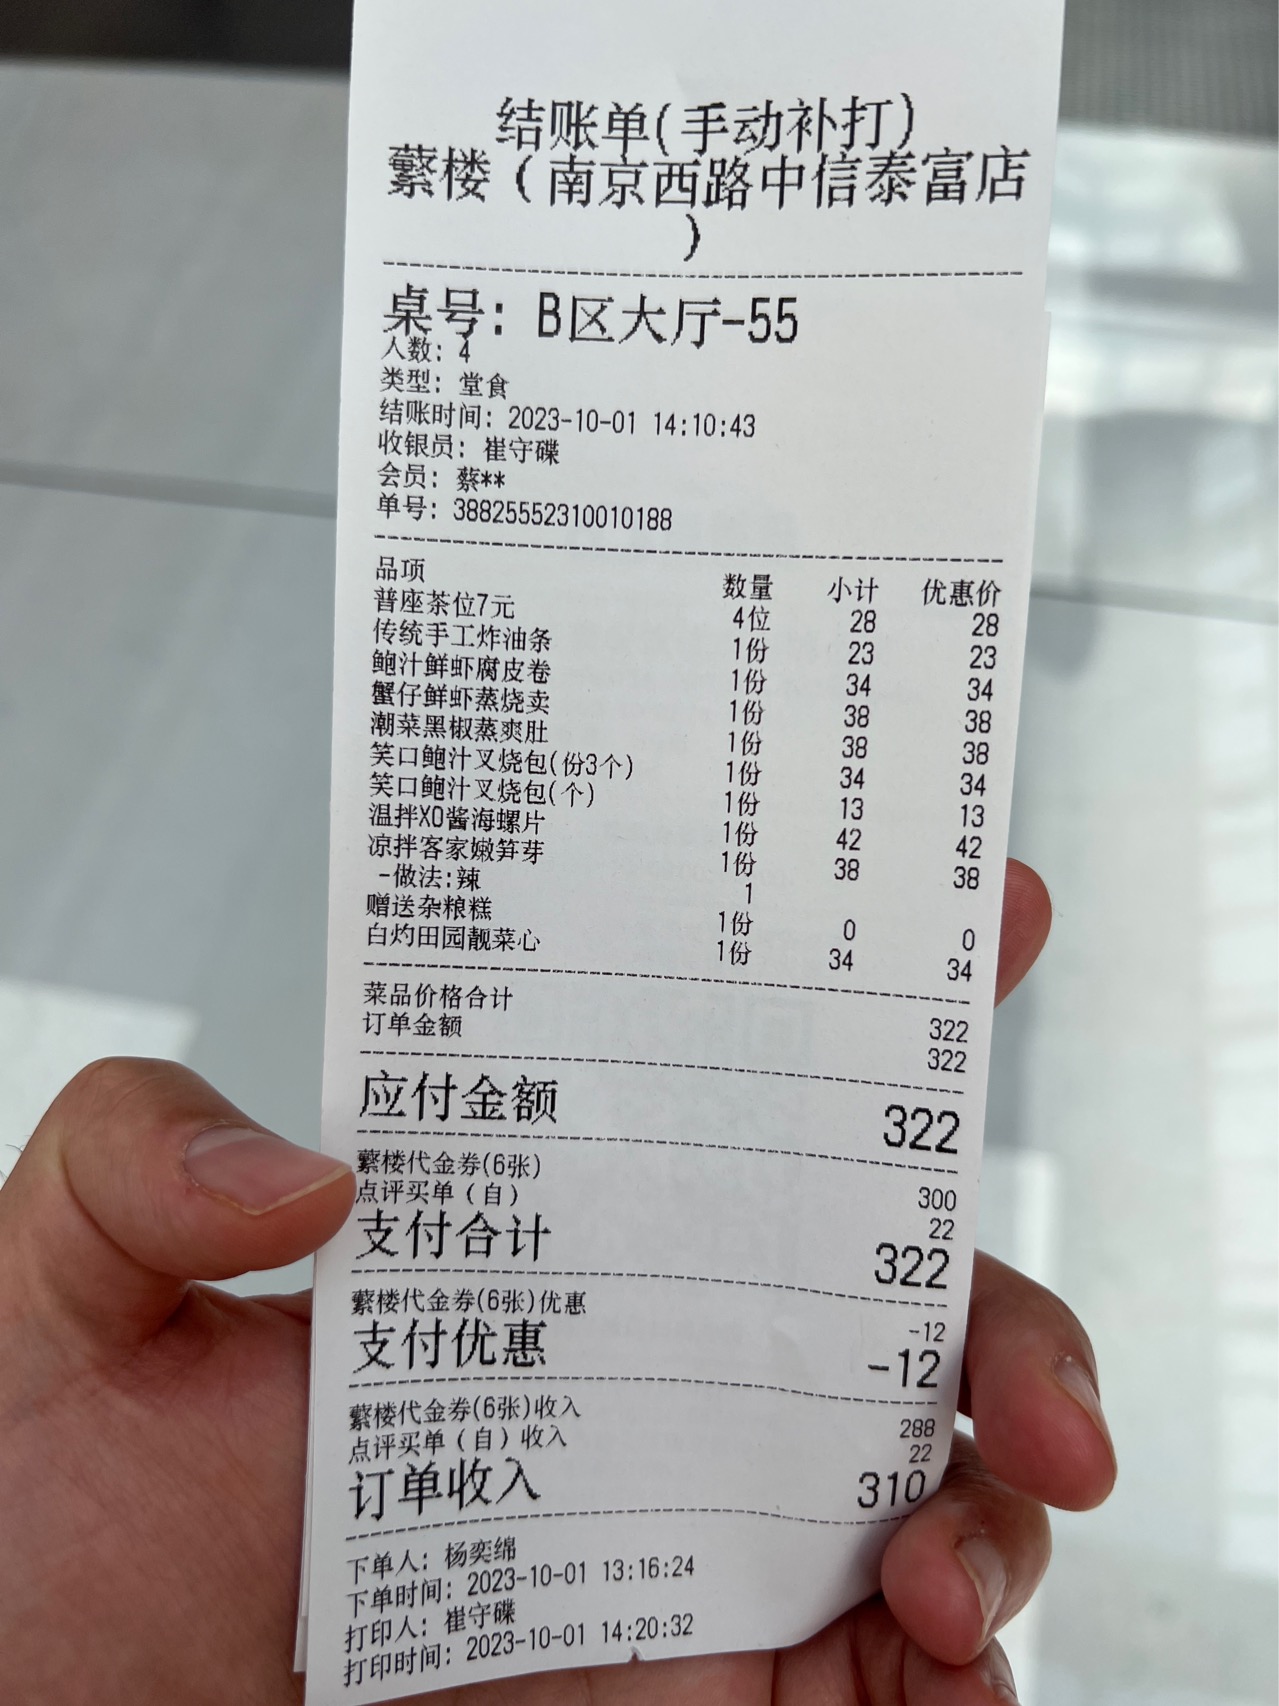 结账单(手动补打)
蘩楼（南京西路中信泰富店
）
桌号: B区大厅-55
人数: 4
类型: 堂食
结账时间: 2023-10-01 14:10:43
收银员: 崔守碟
会员: 蔡**
单号: 38825552310010188
品项 数量 小计 优惠价
普座茶位7元 4位 28 28
传统手工炸油条 1份 23 23
鲍汁鲜虾腐皮卷 1份 34 34
蟹仔鲜虾蒸烧卖 1份 38 38
潮菜黑椒蒸爽肚 1份 38 38
笑口鲍汁叉烧包(份3个) 1份 34 34
笑口鲍汁叉烧包(个) 1份 13 13
温拌XO酱海螺片 1份 42 42
凉拌客家嫩笋芽 1份 38 38
-做法:辣 1
赠送杂粮糕 1份 0 0
白灼田园靓菜心 1份 34 34
菜品价格合计 322
订单金额 322
应付金额 322
蘩楼代金券(6张) 300
点评买单（自） 22
支付合计 322
蘩楼代金券(6张)优惠 -12
支付优惠 -12
蘩楼代金券(6张)收入 288
点评买单（自）收入 22
订单收入 310
下单人: 杨奕绵
下单时间: 2023-10-01 13:16:24
打印人: 崔守碟
打印时间: 2023-10-01 14:20:32